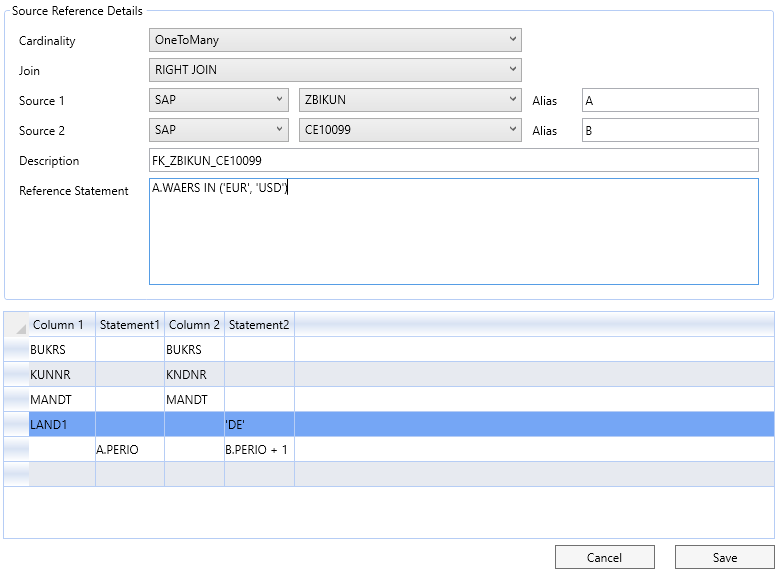 Source Reference Details
Cardinality OneToMany
Join RIGHT JOIN
Source 1 SAP ZBIKUN Alias A
Source 2 SAP CE10099 Alias B
Description FK_ZBIKUN_CE10099
Reference Statement A.WAERS IN ('EUR', 'USD')
Column 1 Statement1 Column 2 Statement2
BUKRS BUKRS
KUNNR KNDNR
MANDT MANDT
LAND1 'DE'
A.PERIO B.PERIO + 1
Cancel Save